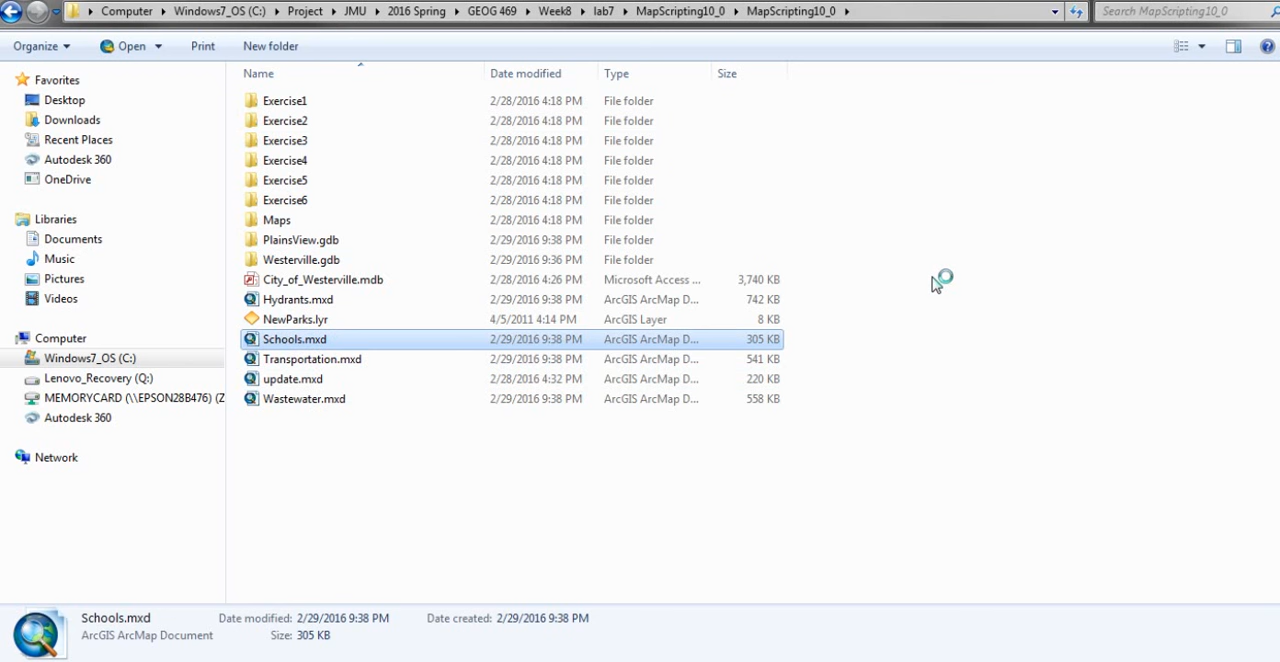 Computer ▸ Windows7_OS (C:) ▸ Project ▸ JMU ▸ 2016 Spring ▸ GEOG 469 ▸ Week8 ▸ lab7 ▸ MapScripting10_0 ▸ MapScripting10_0 ▸ Search MapScripting10_0
Organize Open Print New folder
Name Date modified Type Size
Favorites
Desktop
Downloads
Recent Places
Autodesk 360
OneDrive
Libraries
Documents
Music
Pictures
Videos
Computer
Windows7_OS (C:)
Lenovo_Recovery (Q:)
MEMORYCARD (\\EPSON28B476) (Z
Autodesk 360
Network
Exercise1 2/28/2016 4:18 PM File folder
Exercise2 2/28/2016 4:18 PM File folder
Exercise3 2/28/2016 4:18 PM File folder
Exercise4 2/28/2016 4:18 PM File folder
Exercise5 2/28/2016 4:18 PM File folder
Exercise6 2/28/2016 4:18 PM File folder
Maps 2/28/2016 4:18 PM File folder
PlainsView.gdb 2/29/2016 9:38 PM File folder
Westerville.gdb 2/29/2016 9:36 PM File folder
City_of_Westerville.mdb 2/28/2016 4:26 PM Microsoft Access ... 3,740 KB
Hydrants.mxd 2/29/2016 9:38 PM ArcGIS ArcMap D... 742 KB
NewParks.lyr 4/5/2011 4:14 PM ArcGIS Layer 8 KB
Schools.mxd 2/29/2016 9:38 PM ArcGIS ArcMap D... 305 KB
Transportation.mxd 2/29/2016 9:38 PM ArcGIS ArcMap D... 541 KB
update.mxd 2/28/2016 4:32 PM ArcGIS ArcMap D... 220 KB
Wastewater.mxd 2/29/2016 9:38 PM ArcGIS ArcMap D... 558 KB
Schools.mxd Date modified: 2/29/2016 9:38 PM Date created: 2/29/2016 9:38 PM
ArcGIS ArcMap Document Size: 305 KB